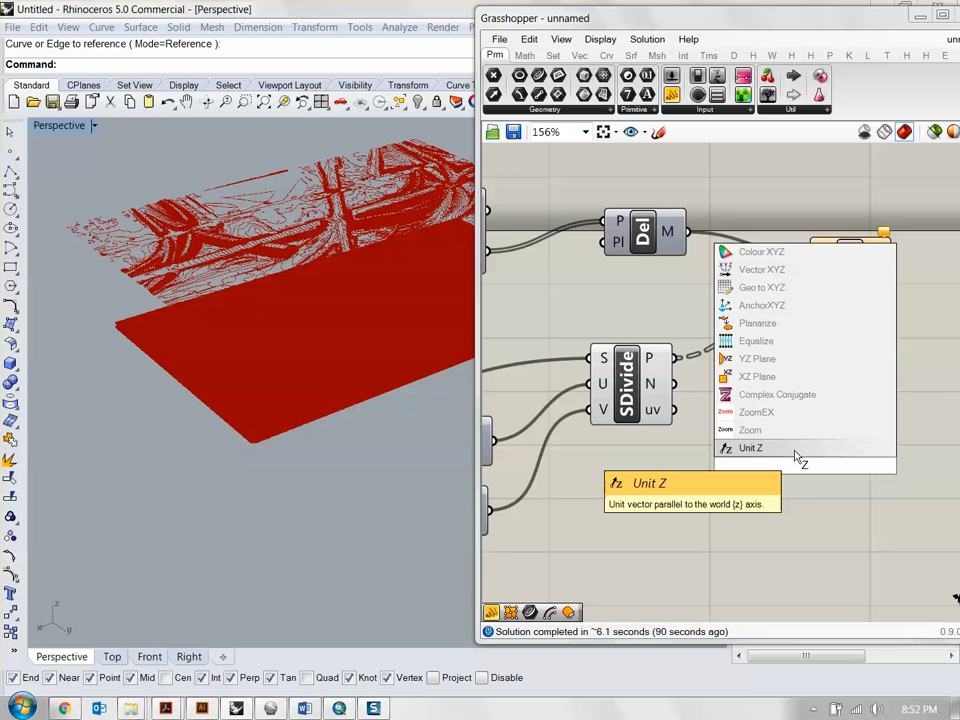 Untitled - Rhinoceros 5.0 Commercial - [Perspective]
File Edit View Curve Surface Solid Mesh Dimension Transform Tools Analyze Render
Curve or Edge to reference ( Mode=Reference ):
Command:
Standard CPlanes Set View Display Select Viewport Layout Visibility Transform Curve
Perspective
z
x
y
Perspective Top Front Right
End Near Point Mid Cen Int Perp Tan Quad Knot Vertex Project Disable
Grasshopper - unnamed
File Edit View Display Solution Help
Prm Math Set Vec Crv Srf Msh Int Trns D H H H P A L M T E
Geometry Primitive Input Util
156%
P
Pl
Del
M
S
U
V
SDivide
P
N
uv
Colour XYZ
Vector XYZ
Geo to XYZ
AnchorXYZ
Planarize
Equalize
YZ Plane
XZ Plane
Complex Conjugate
Zoom ZoomEX
Zoom Zoom
Unit Z
Z
Unit Z
Unit vector parallel to the world {z} axis.
Solution completed in ~6.1 seconds (90 seconds ago)
0.9.0
8:52 PM